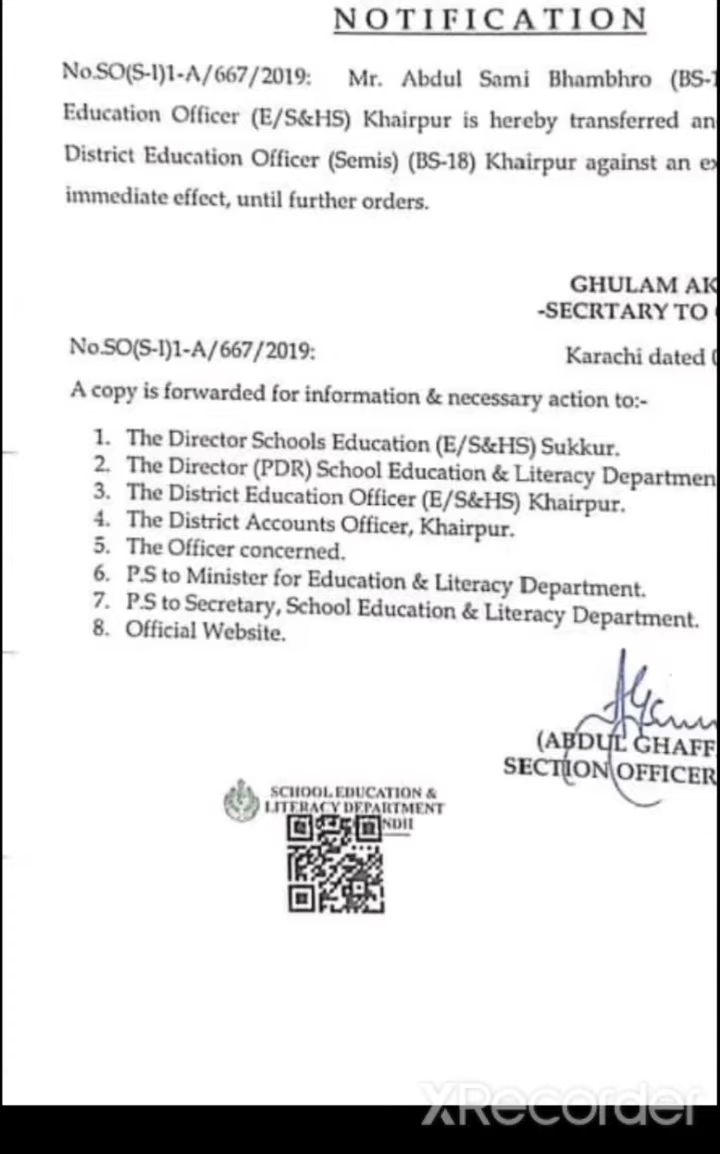 NOTIFICATION
No.SO(S-I)1-A/667/2019: Mr. Abdul Sami Bhambhro (BS-1
Education Officer (E/S&HS) Khairpur is hereby transferred an
District Education Officer (Semis) (BS-18) Khairpur against an ex
immediate effect, until further orders.
GHULAM AK
-SECRTARY TO
No.SO(S-I)1-A/667/2019:
Karachi dated 0
A copy is forwarded for information & necessary action to:-
1. The Director Schools Education (E/S&HS) Sukkur.
2. The Director (PDR) School Education & Literacy Departmen
3. The District Education Officer (E/S&HS) Khairpur.
4. The District Accounts Officer, Khairpur.
5. The Officer concerned.
6. P.S to Minister for Education & Literacy Department.
7. P.S to Secretary, School Education & Literacy Department.
8. Official Website.
(ABDUL GHAFF
SECTION OFFICER
SCHOOL EDUCATION &
LITERACY DEPARTMENT
NDH
XRecorder